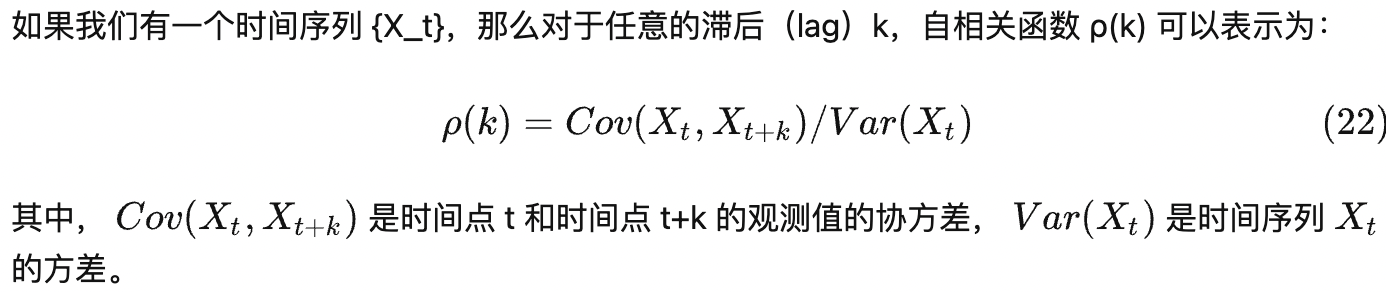 如果我们有一个时间序列 {X_t}，那么对于任意的滞后（lag）k，自相关函数 ρ(k) 可以表示为：
ρ(k) = Cov(X_t, X_{t+k})/Var(X_t) (22)
其中， Cov(X_t, X_{t+k}) 是时间点 t 和时间点 t+k 的观测值的协方差， Var(X_t) 是时间序列 X_t
的方差。